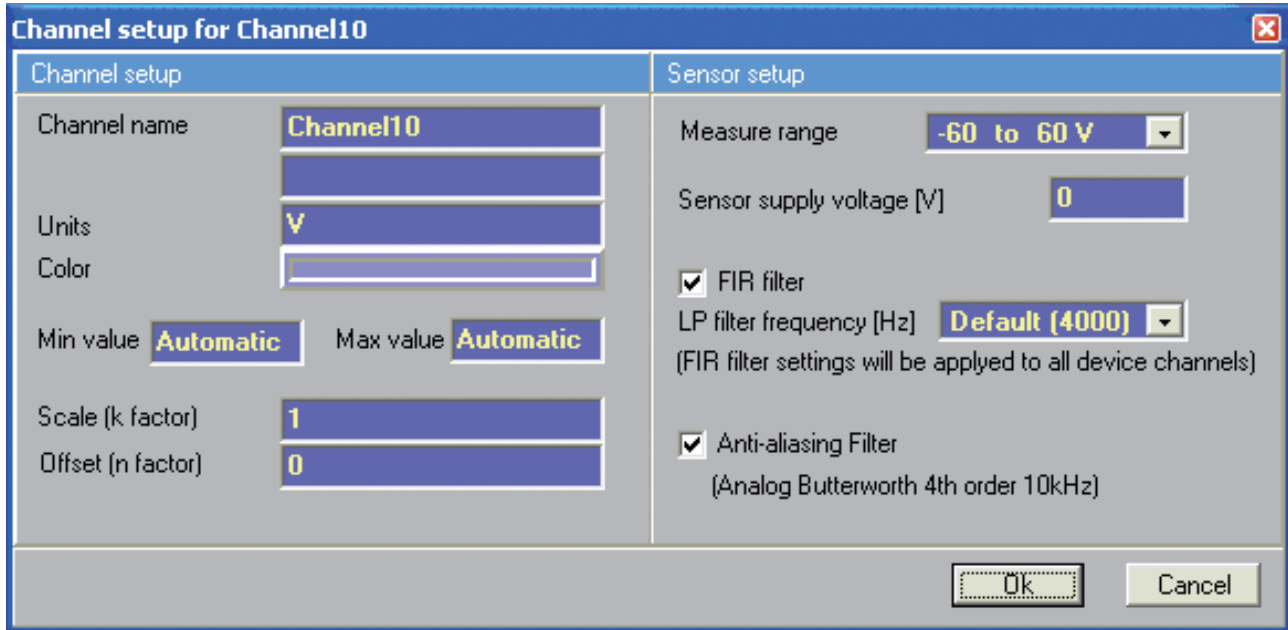 Channel setup for Channel10
Channel setup
Channel name Channel10
Units V
Color
Min value Automatic Max value Automatic
Scale (k factor) 1
Offset (n factor) 0
Sensor setup
Measure range -60 to 60 V
Sensor supply voltage [V] 0
FIR filter
LP filter frequency [Hz] Default (4000)
(FIR filter settings will be applyed to all device channels)
Anti-aliasing Filter
(Analog Butterworth 4th order 10kHz)
Ok Cancel